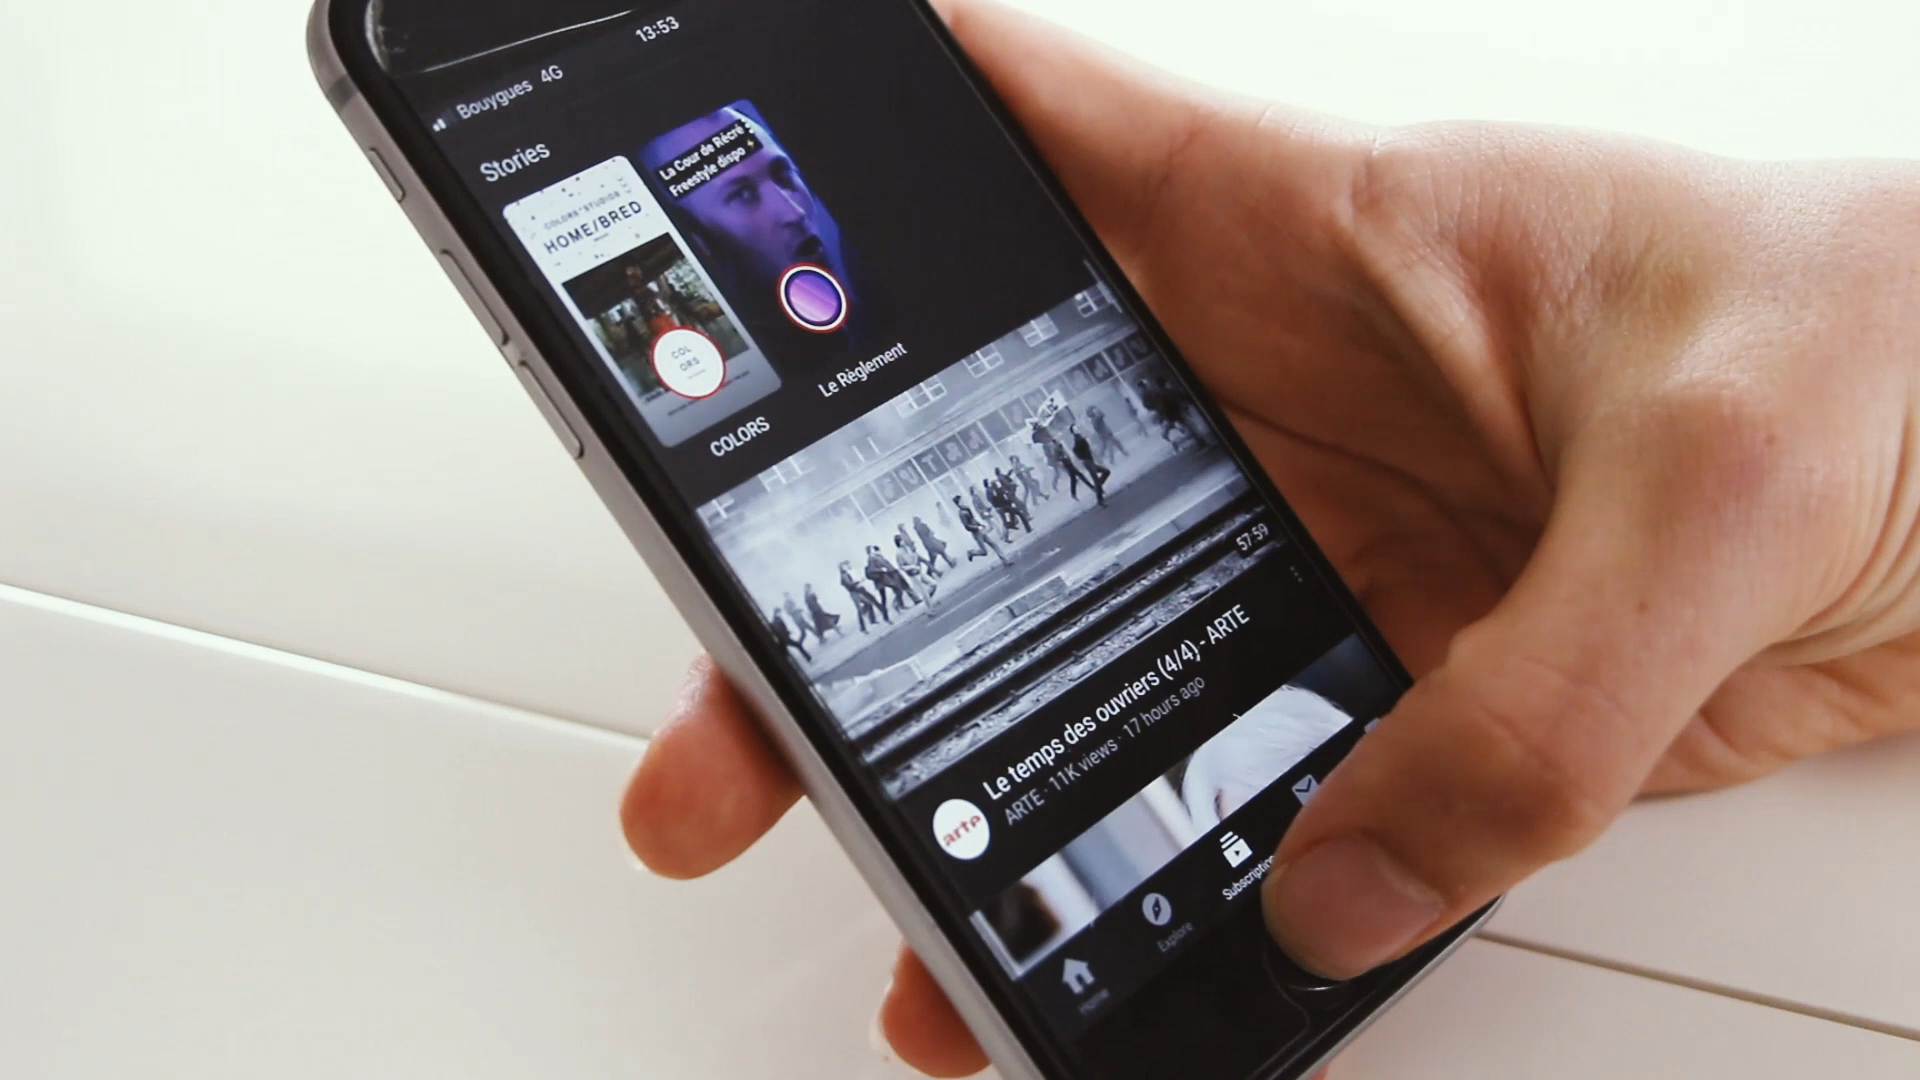 13:53
Bouygues 4G
Stories
COLORS*STUDIOS
HOME/BRED
COL
ORS
COLORS
La Cour de Récré
Freestyle dispo
Le Règlement
57:59
Le temps des ouvriers (4/4) - ARTE
ARTE · 11K views · 17 hours ago
arte
Home
Explore